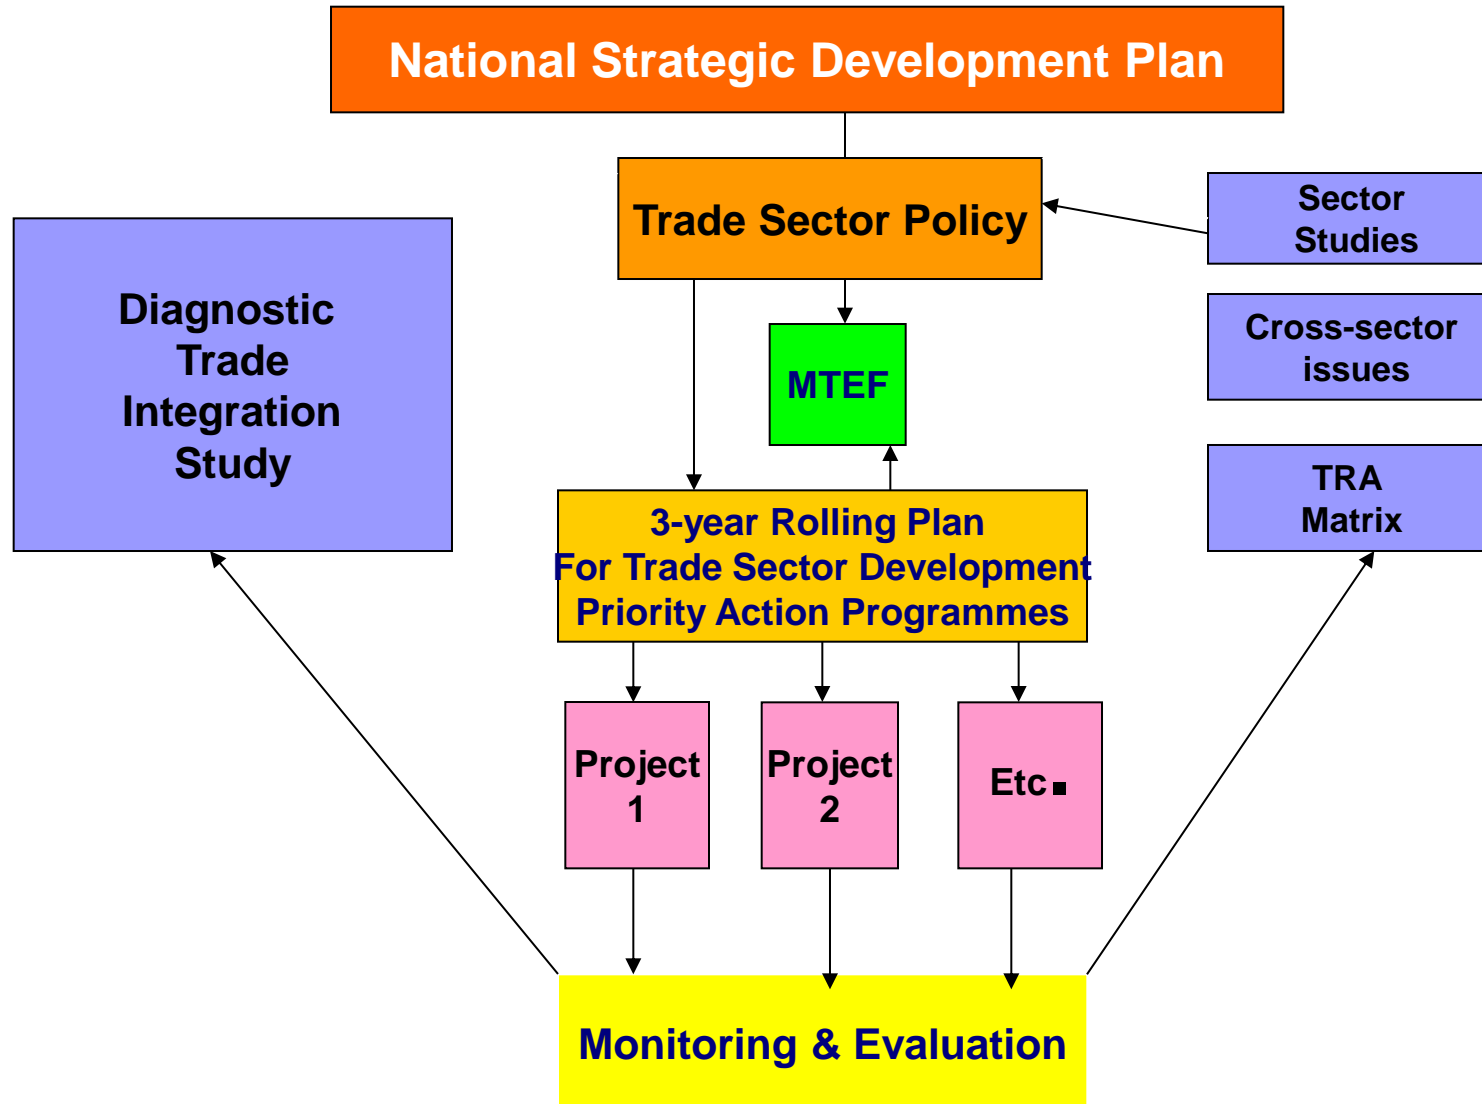 National Strategic Development Plan
Trade Sector Policy
Sector
Studies
Diagnostic
Trade
Integration
Study
Cross-sector
issues
MTEF
TRA
Matrix
3-year Rolling Plan
For Trade Sector Development
Priority Action Programmes
Project
1
Project
2
Etc.
Monitoring & Evaluation